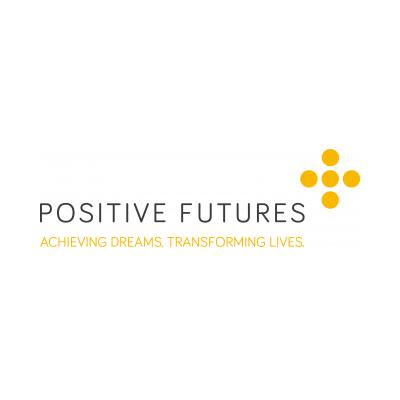 POSITIVE FUTURES
ACHIEVING DREAMS. TRANSFORMING LIVES.